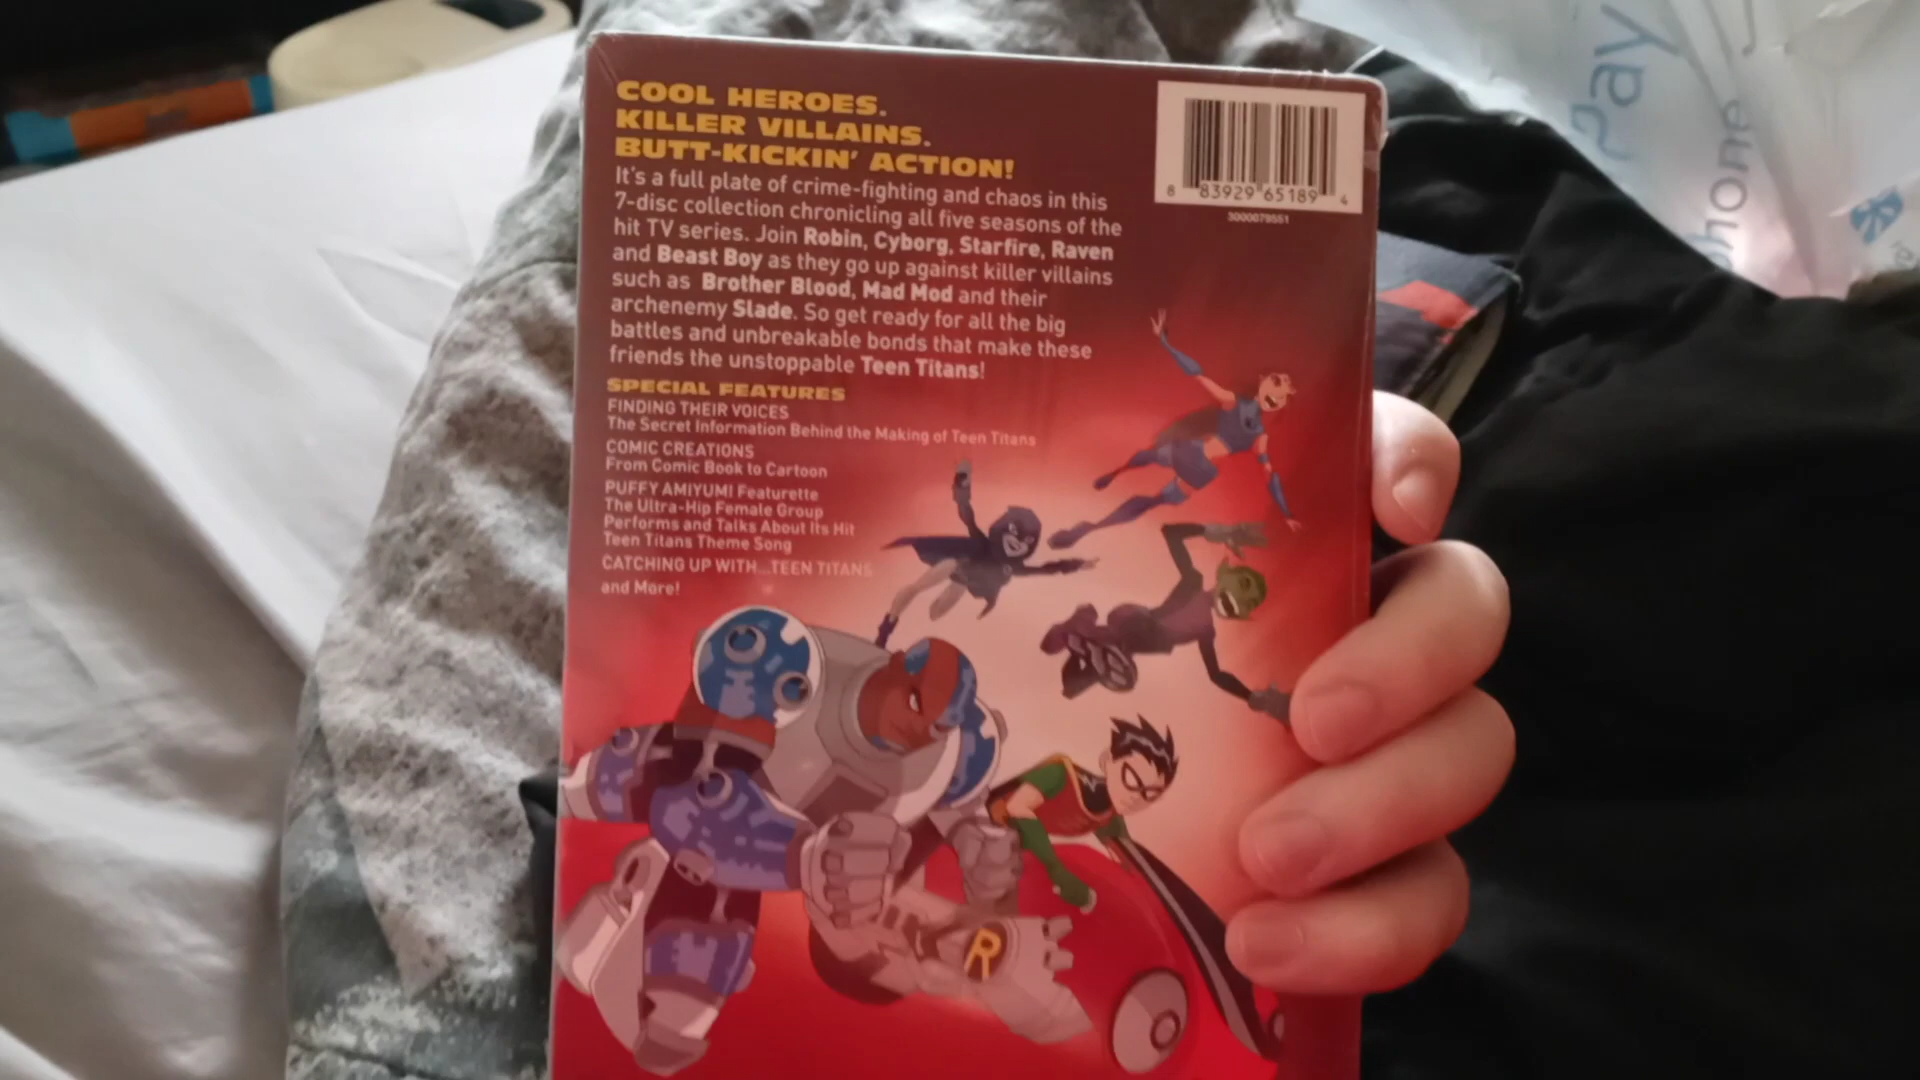 COOL HEROES.
KILLER VILLAINS.
BUTT-KICKIN' ACTION!
It's a full plate of crime-fighting and chaos in this
7-disc collection chronicling all five seasons of the
hit TV series. Join Robin, Cyborg, Starfire, Raven
and Beast Boy as they go up against killer villains
such as Brother Blood, Mad Mod and their
archenemy Slade. So get ready for all the big
battles and unbreakable bonds that make these
friends the unstoppable Teen Titans!
SPECIAL FEATURES
FINDING THEIR VOICES
The Secret Information Behind the Making of Teen Titans
COMIC CREATIONS
From Comic Book to Cartoon
PUFFY AMIYUMI Featurette
The Ultra-Hip Female Group
Performs and Talks About Its Hit
Teen Titans Theme Song
CATCHING UP WITH...TEEN TITANS
and More!
8 83929 65189 4
3000079551
R
Pay